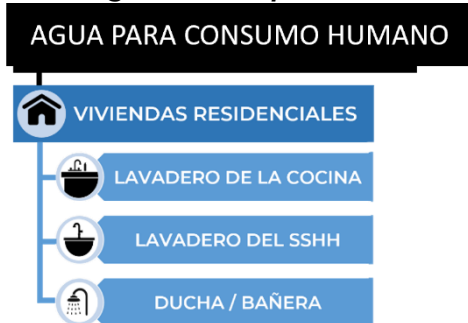 AGUA PARA CONSUMO HUMANO
VIVIENDAS RESIDENCIALES
LAVADERO DE LA COCINA
LAVADERO DEL SSHH
DUCHA / BAÑERA